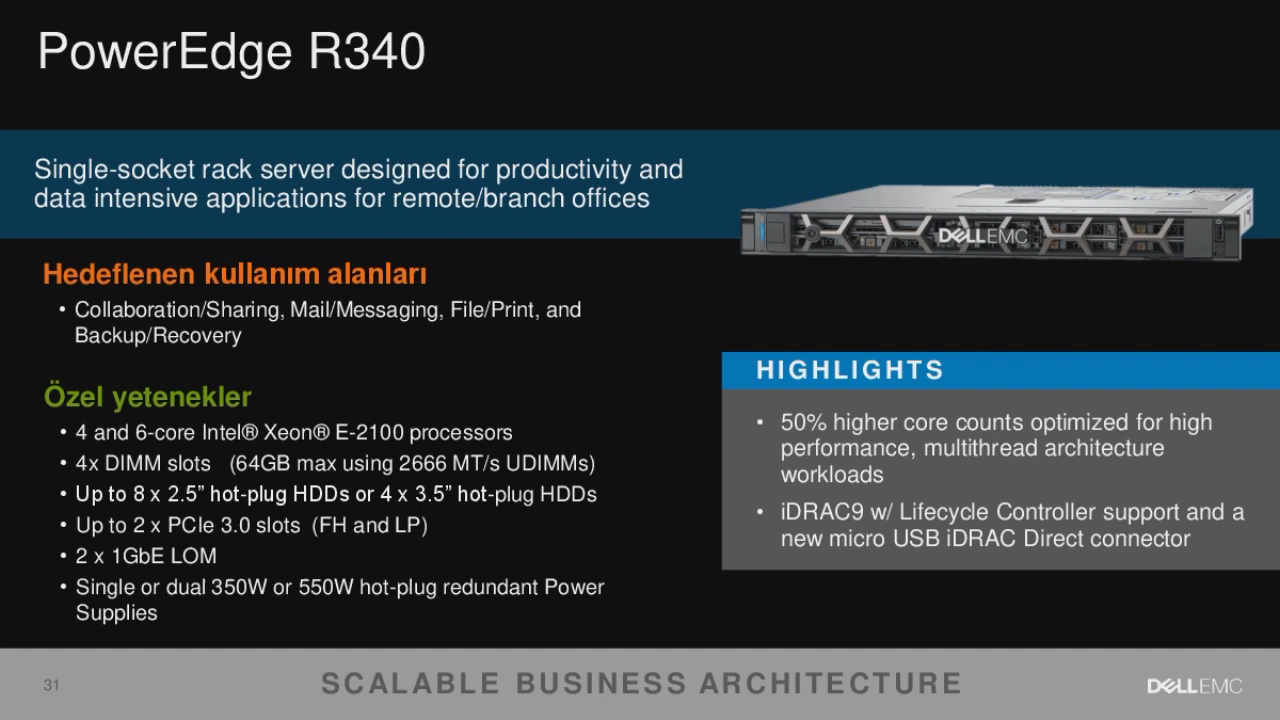 PowerEdge R340
Single-socket rack server designed for productivity and
data intensive applications for remote/branch offices
DELLEMC
Hedeflenen kullanım alanları
• Collaboration/Sharing, Mail/Messaging, File/Print, and
Backup/Recovery
Özel yetenekler
• 4 and 6-core Intel® Xeon® E-2100 processors
• 4x DIMM slots (64GB max using 2666 MT/s UDIMMs)
• Up to 8 x 2.5” hot-plug HDDs or 4 x 3.5” hot-plug HDDs
• Up to 2 x PCIe 3.0 slots (FH and LP)
• 2 x 1GbE LOM
• Single or dual 350W or 550W hot-plug redundant Power
Supplies
HIGHLIGHTS
• 50% higher core counts optimized for high
performance, multithread architecture
workloads
• iDRAC9 w/ Lifecycle Controller support and a
new micro USB iDRAC Direct connector
31
SCALABLE BUSINESS ARCHITECTURE
DELLEMC